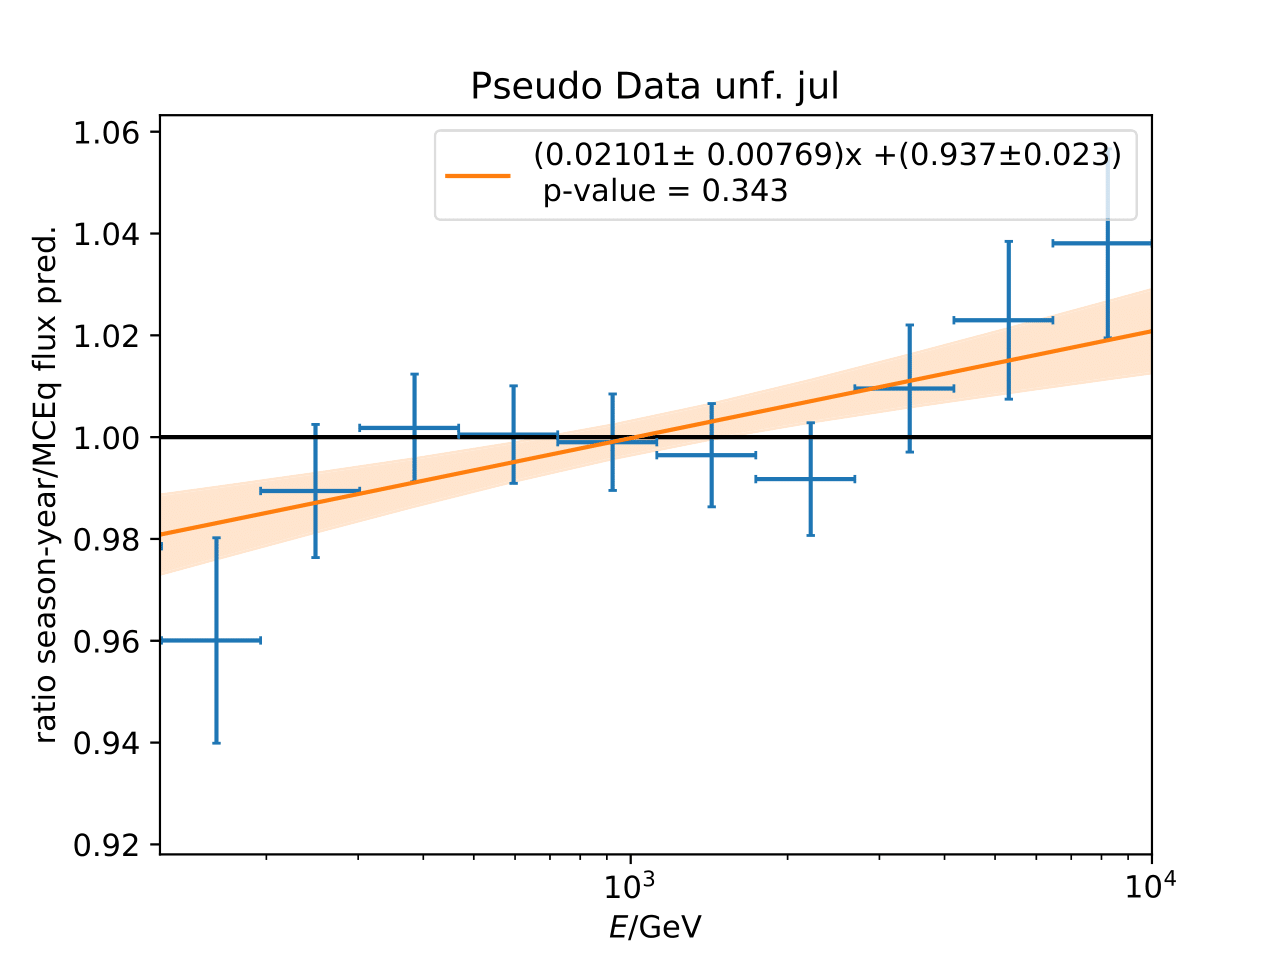 Pseudo Data unf. jul
(0.02101± 0.00769)x +(0.937±0.023)
p-value = 0.343
ratio season-year/MCEq flux pred.
1.06
1.04
1.02
1.00
0.98
0.96
0.94
0.92
10³
10⁴
E/GeV